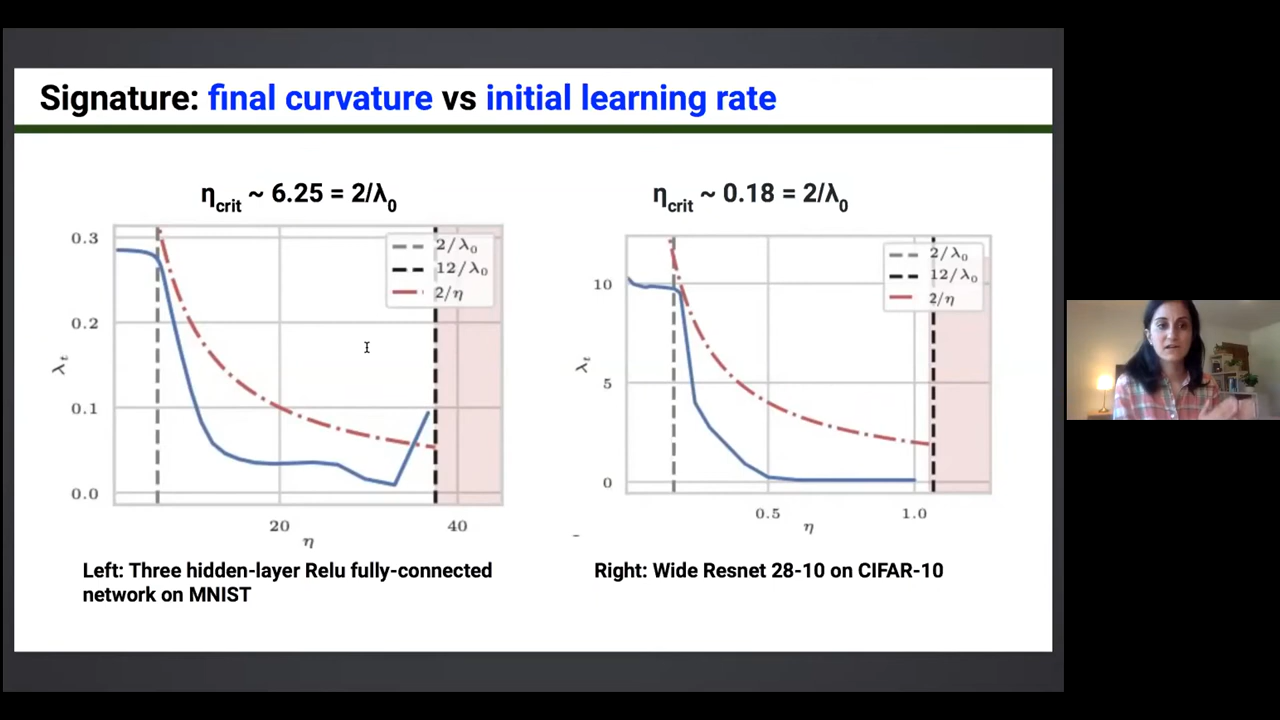 Signature: final curvature vs initial learning rate
ηcrit ~ 6.25 = 2/λ0
0.3
0.2
0.1
0.0
λt
20
40
η
2/λ0
12/λ0
2/η
Left: Three hidden-layer Relu fully-connected
network on MNIST
ηcrit ~ 0.18 = 2/λ0
10
5
0
λt
0.5
1.0
η
2/λ0
12/λ0
2/η
Right: Wide Resnet 28-10 on CIFAR-10